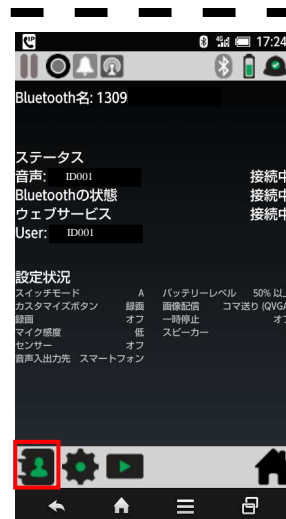 17:24
Bluetooth名: 1309
ステータス
音声: ID001 接続中
Bluetoothの状態 接続中
ウェブサービス 接続中
User: ID001
設定状況
スイッチモード A バッテリーレベル 50% 以上
カスタマイズボタン 録画 画像配信 コマ送り (QVGA
録画 オフ 一時停止 オフ
マイク感度 低 スピーカー
センサー オフ
音声入出力先 スマートフォン